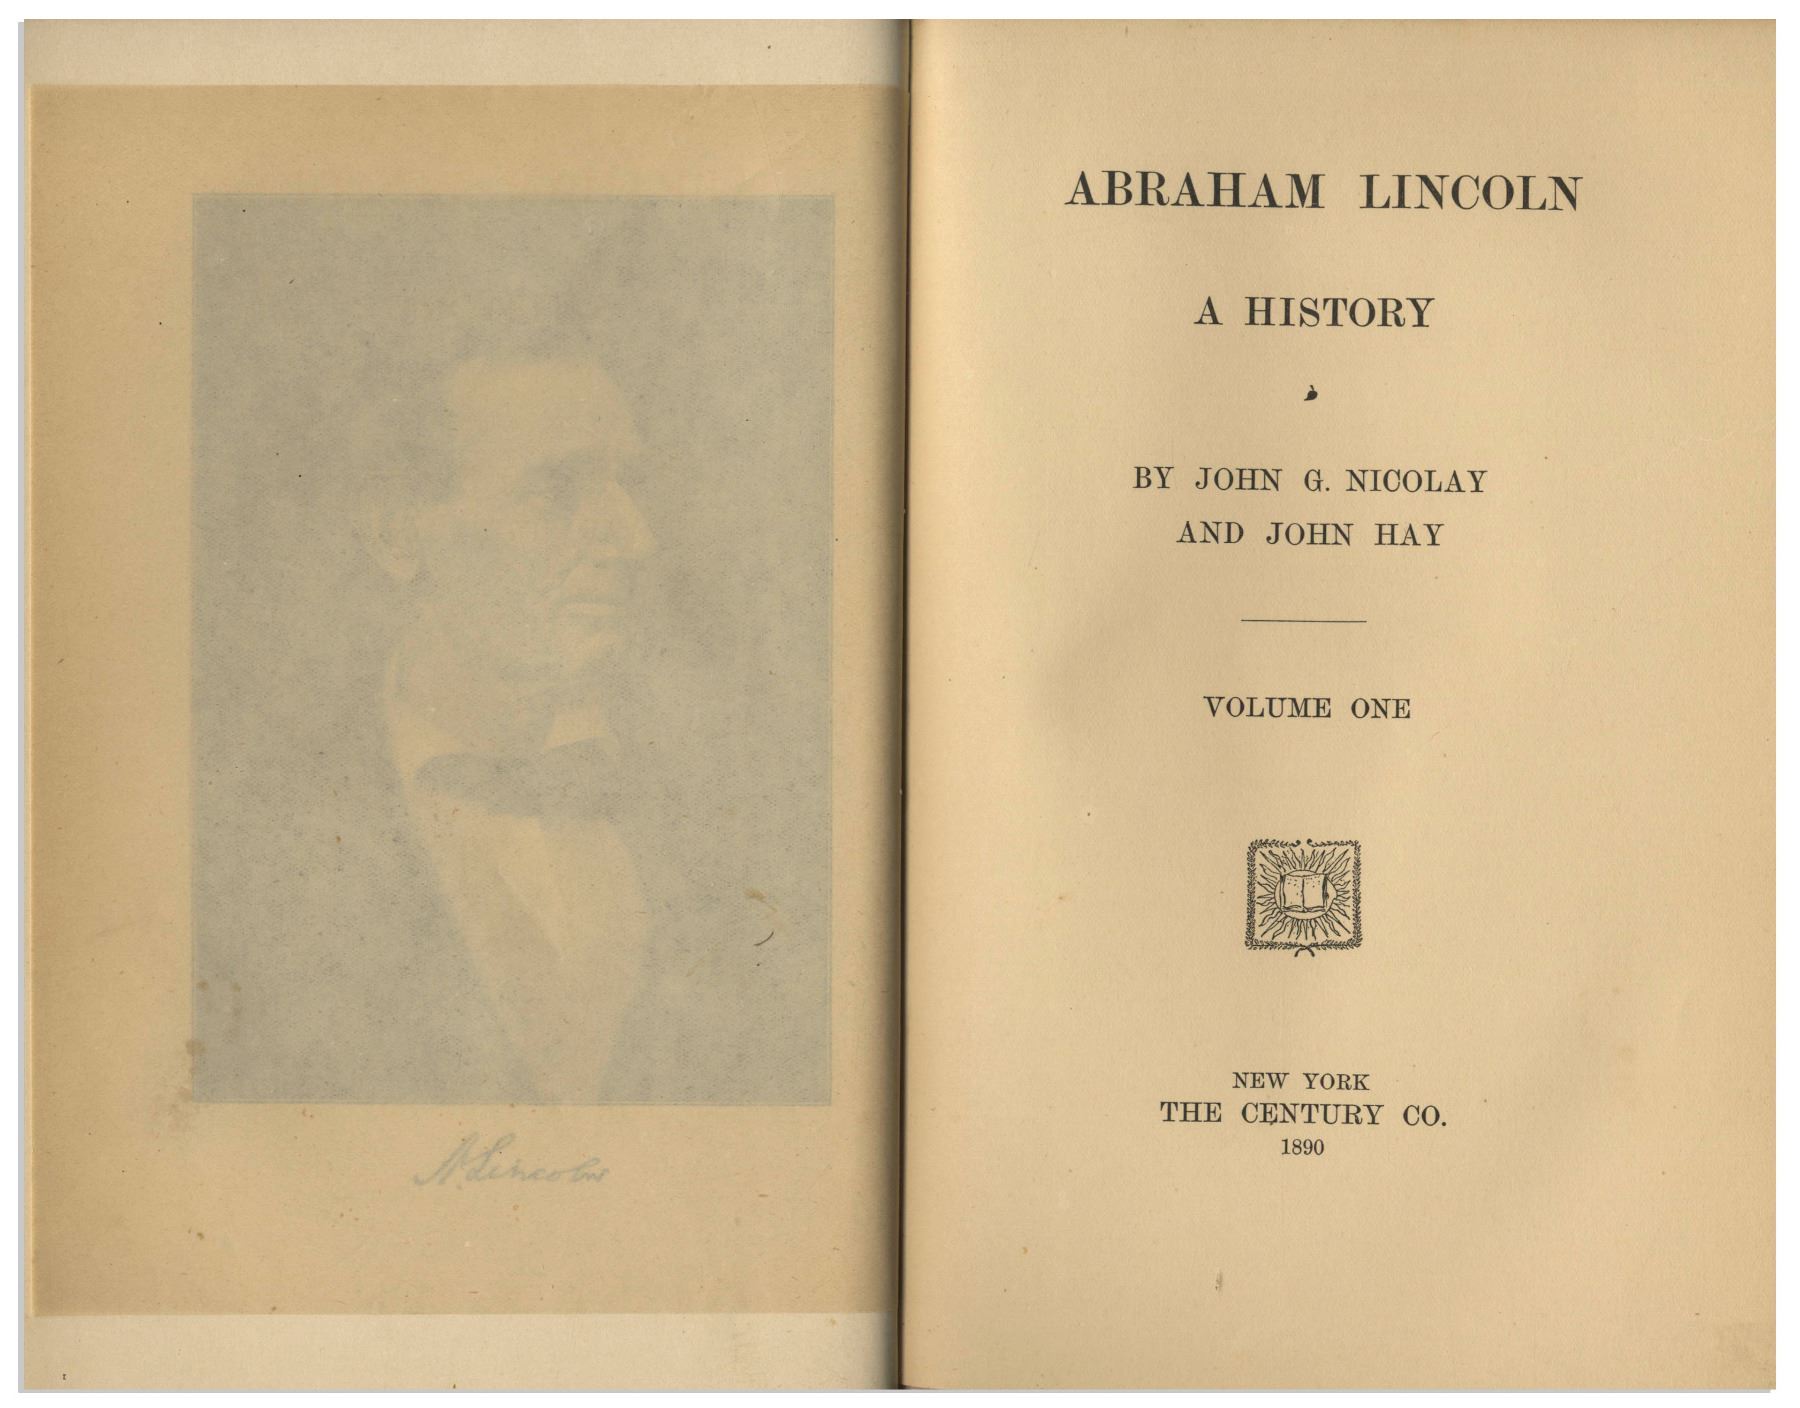 A Lincoln
ABRAHAM LINCOLN
A HISTORY
BY JOHN G. NICOLAY
AND JOHN HAY
VOLUME ONE
NEW YORK
THE CENTURY CO.
1890